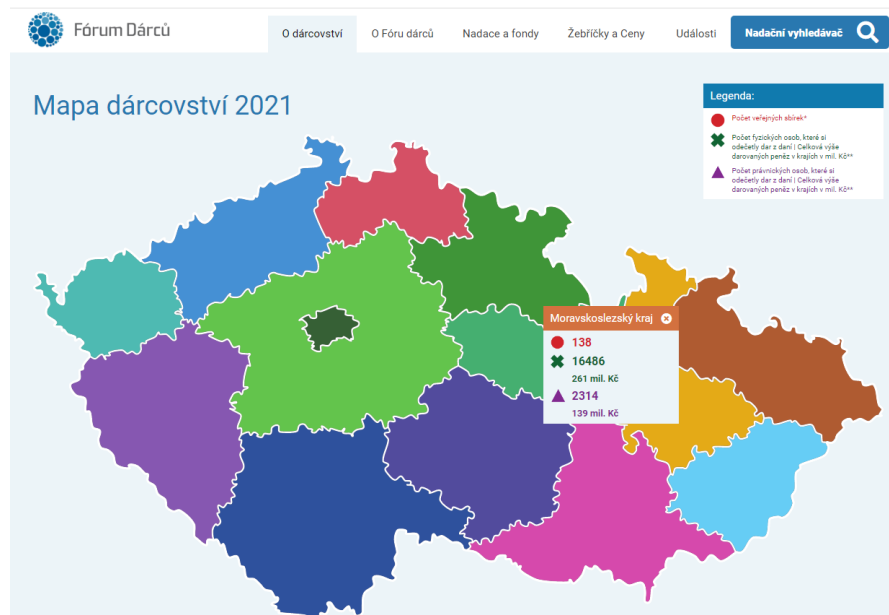 Fórum Dárců
O dárcovství
O Fóru dárců
Nadace a fondy
Žebříčky a Ceny
Události
Nadační vyhledávač
Mapa dárcovství 2021
Legenda:
Počet veřejných sbírek*
Počet fyzických osob, které si
odečetly dar z daní | Celková výše
darovaných peněz v krajích v mil. Kč**
Počet právnických osob, které si
odečetly dar z daní | Celková výše
darovaných peněz v krajích v mil. Kč**
Moravskoslezský kraj
138
16486
261 mil. Kč
2314
139 mil. Kč